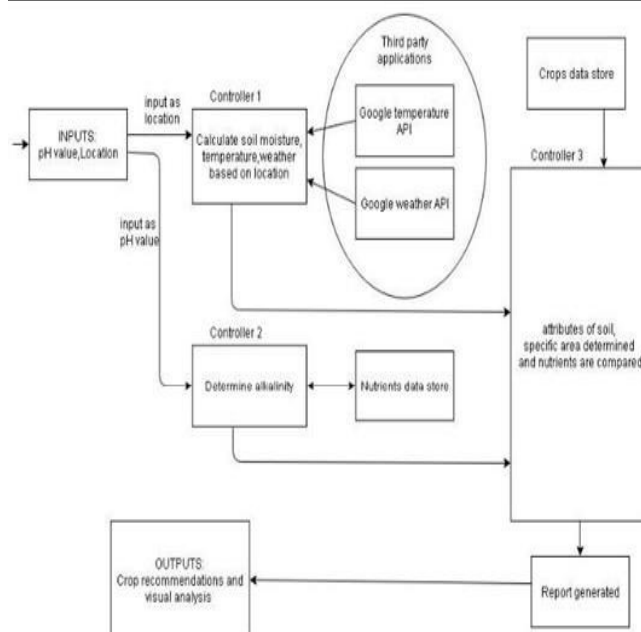 Third party
applications
Crops data store
Controller 1
input as
location
Google temperature
API
INPUTS:
pH value,Location
Calculate soil moisture,
temperature,weather
based on location
Controller 3
Google weather API
input as
pH value
attributes of soil,
specific area determined
and nutrients are compared
Controller 2
Determine alkalinity
Nutrients data store
OUTPUTS:
Crop recommendations and
visual analysis
Report generated